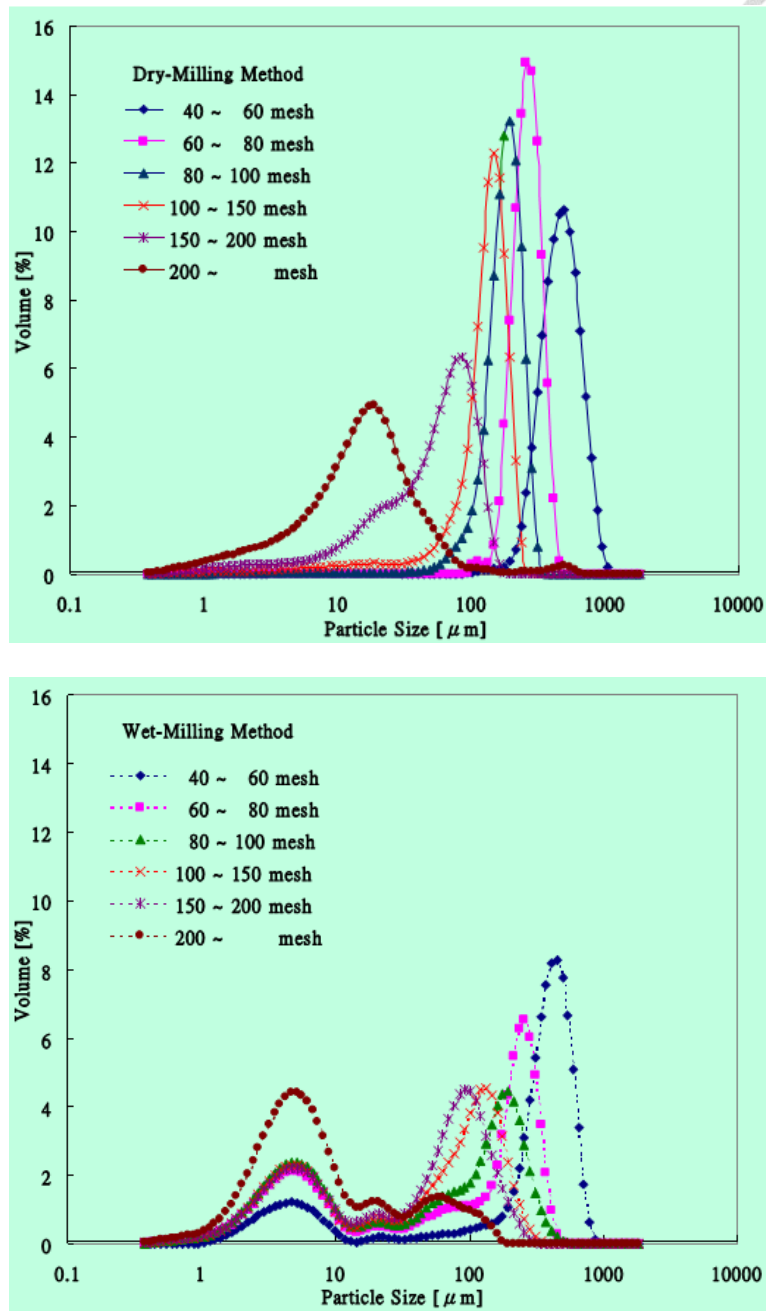 16
14
12
10
8
6
4
2
0
Volume [%]
Dry-Milling Method
40 ~ 60 mesh
60 ~ 80 mesh
80 ~ 100 mesh
100 ~ 150 mesh
150 ~ 200 mesh
200 ~ mesh
0.1 1 10 100 1000 10000
Particle Size [ μm]
16
14
12
10
8
6
4
2
0
Volume [%]
Wet-Milling Method
40 ~ 60 mesh
60 ~ 80 mesh
80 ~ 100 mesh
100 ~ 150 mesh
150 ~ 200 mesh
200 ~ mesh
0.1 1 10 100 1000 10000
Particle Size [ μm]